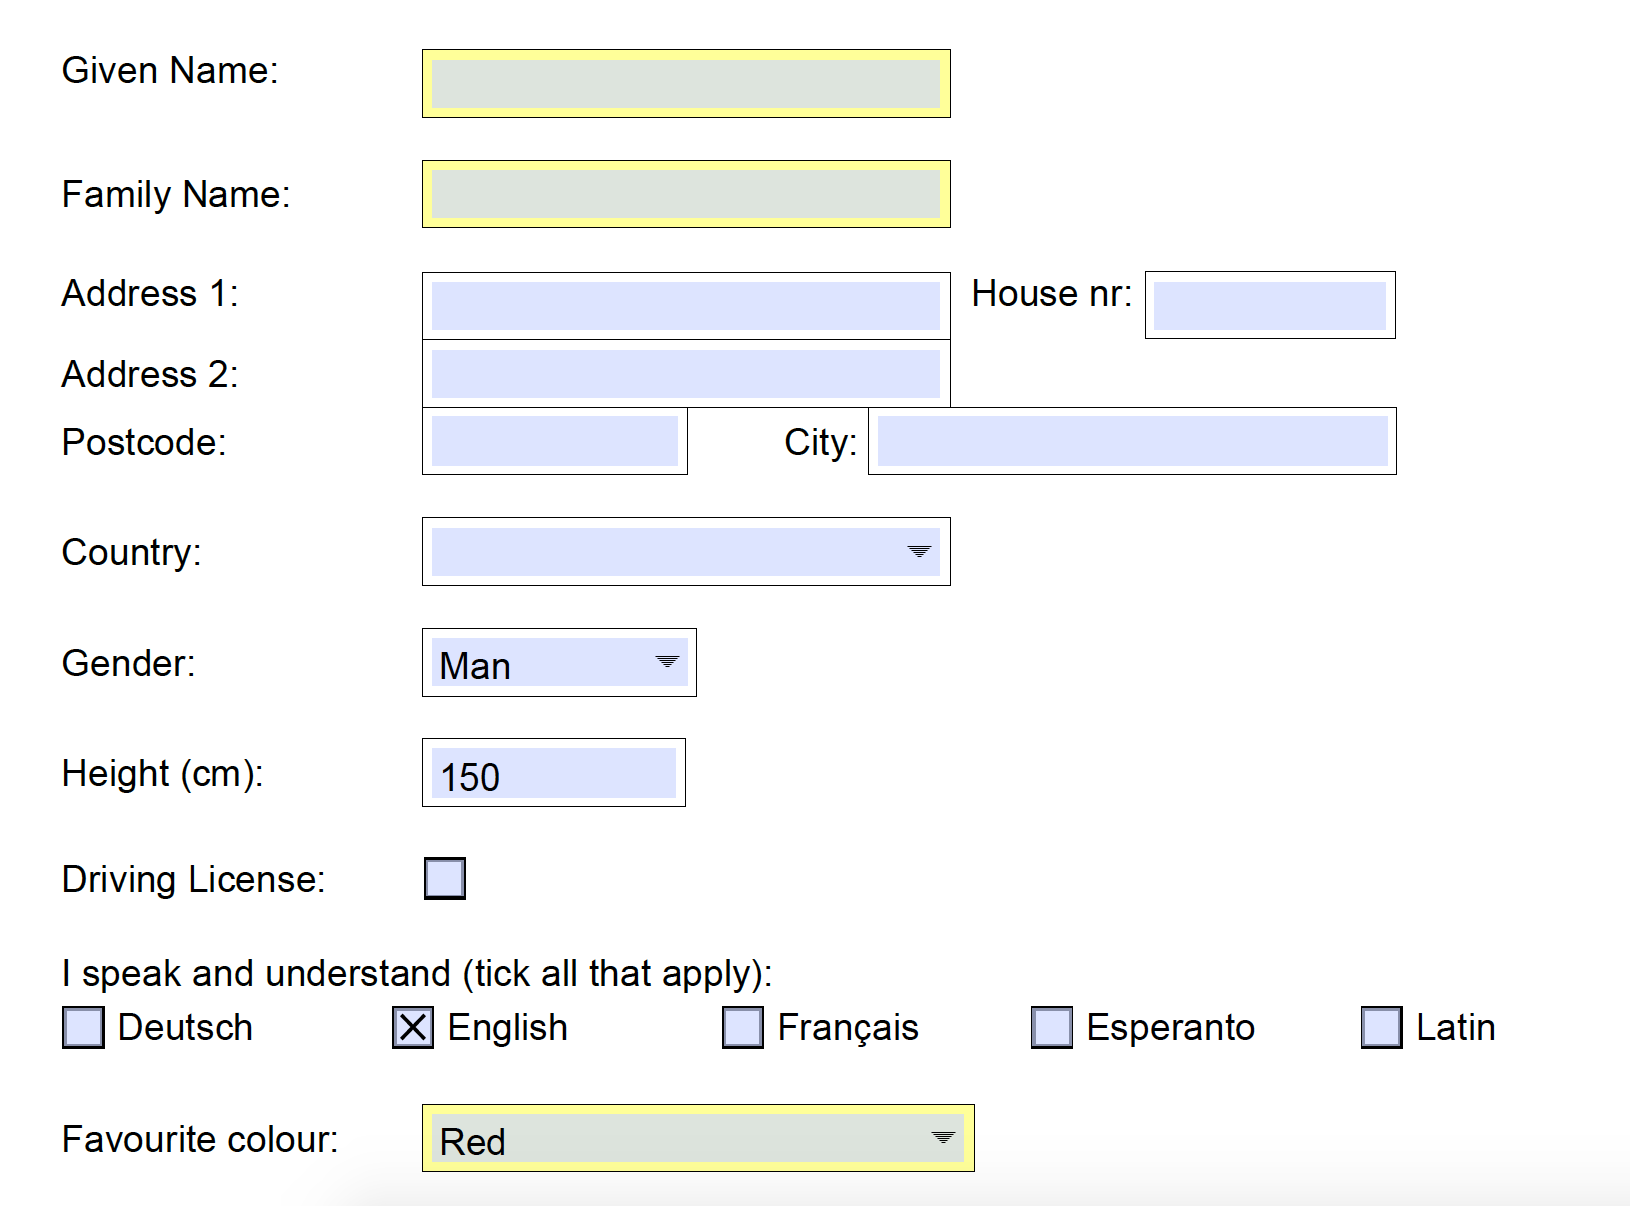 Given Name:
Family Name:
Address 1: House nr:
Address 2:
Postcode: City:
Country:
Gender: Man
Height (cm): 150
Driving License:
I speak and understand (tick all that apply):
Deutsch English Français Esperanto Latin
Favourite colour: Red